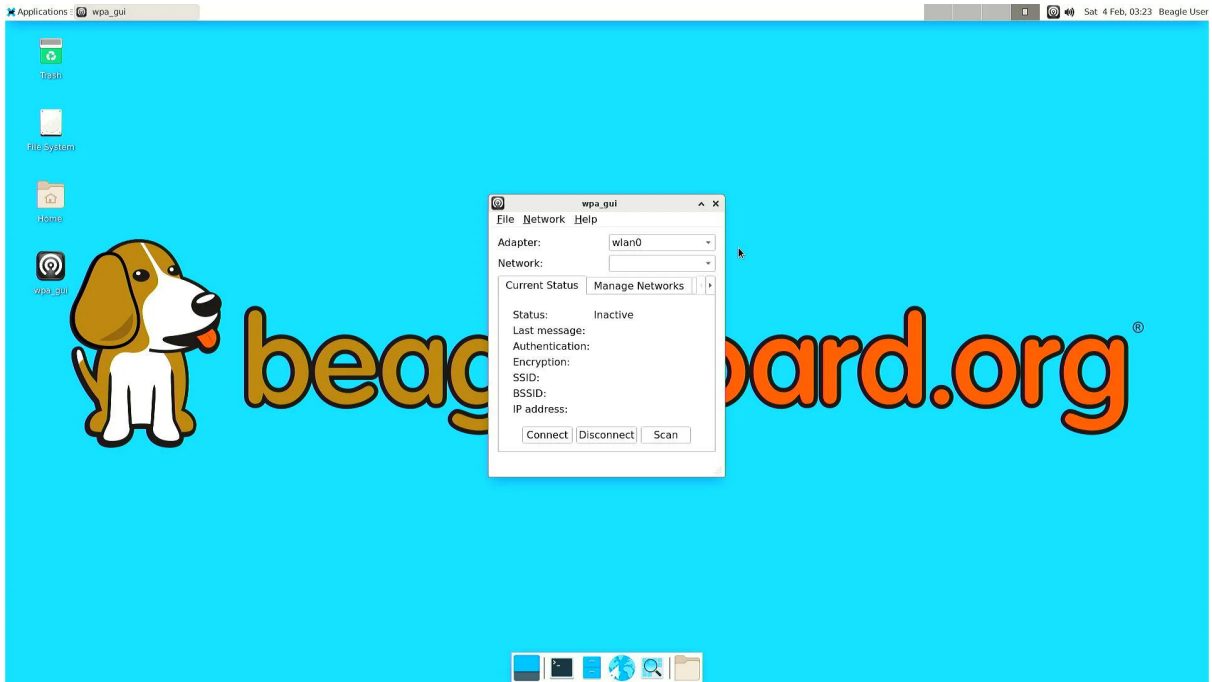 Applications
wpa_gui
Sat 4 Feb, 03:23 Beagle User
Trash
File System
Home
wpa_gui
wpa_gui
File Network Help
Adapter: wlan0
Network:
Current Status Manage Networks
Status: Inactive
Last message:
Authentication:
Encryption:
SSID:
BSSID:
IP address:
Connect Disconnect Scan
beag oard.org ®